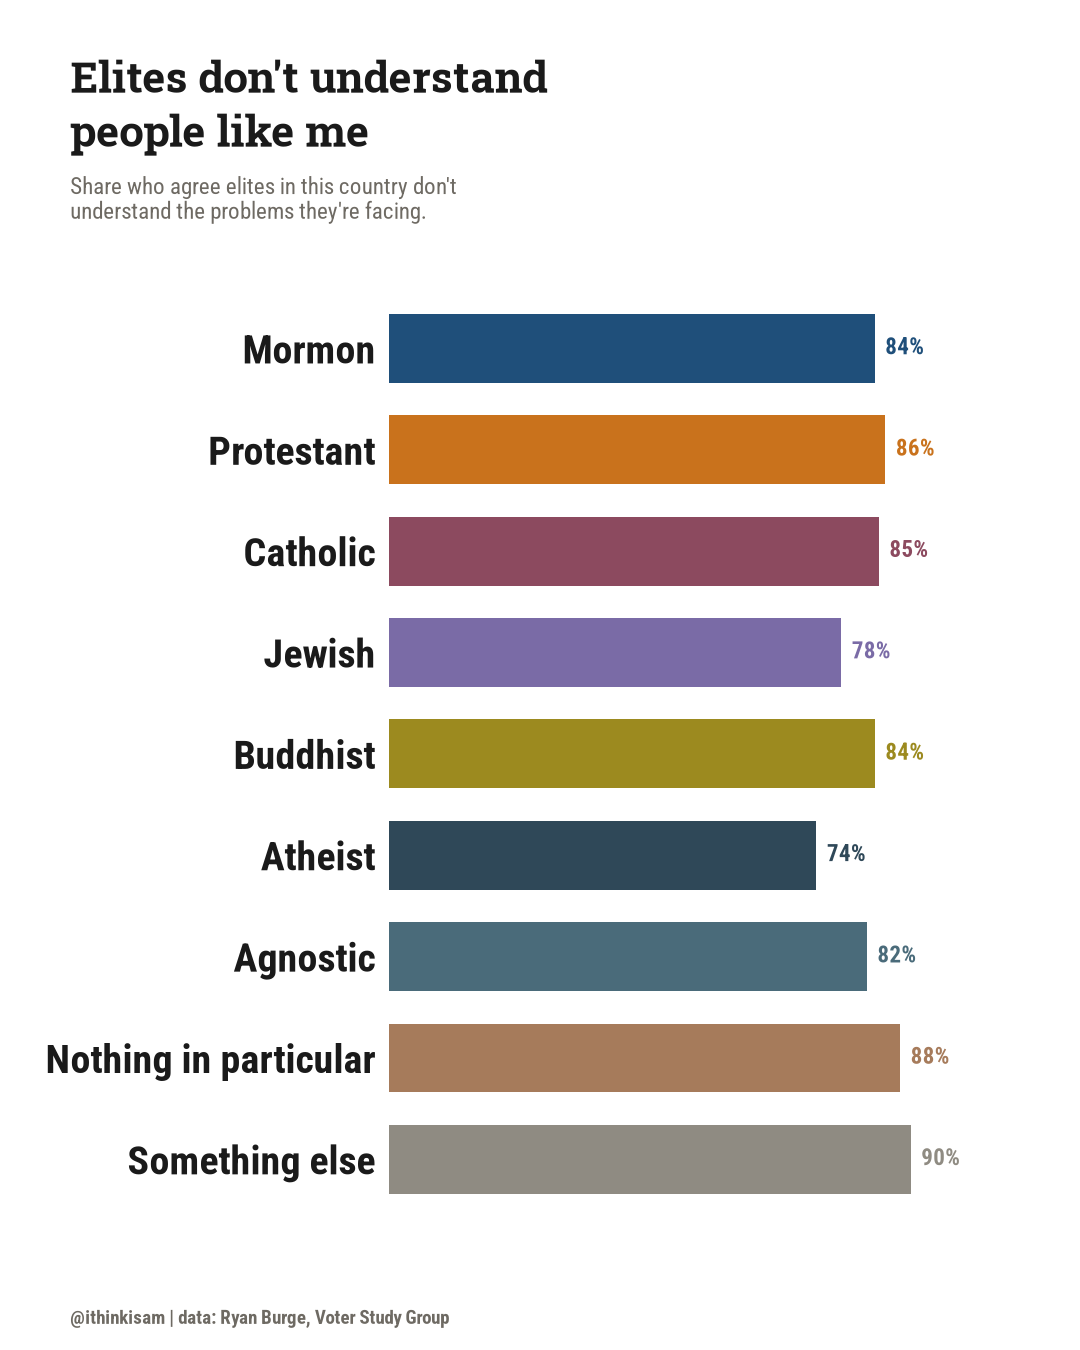 Elites don't understand
people like me
Share who agree elites in this country don't
understand the problems they're facing.
Mormon 84%
Protestant 86%
Catholic 85%
Jewish 78%
Buddhist 84%
Atheist 74%
Agnostic 82%
Nothing in particular 88%
Something else 90%
@ithinkisam | data: Ryan Burge, Voter Study Group